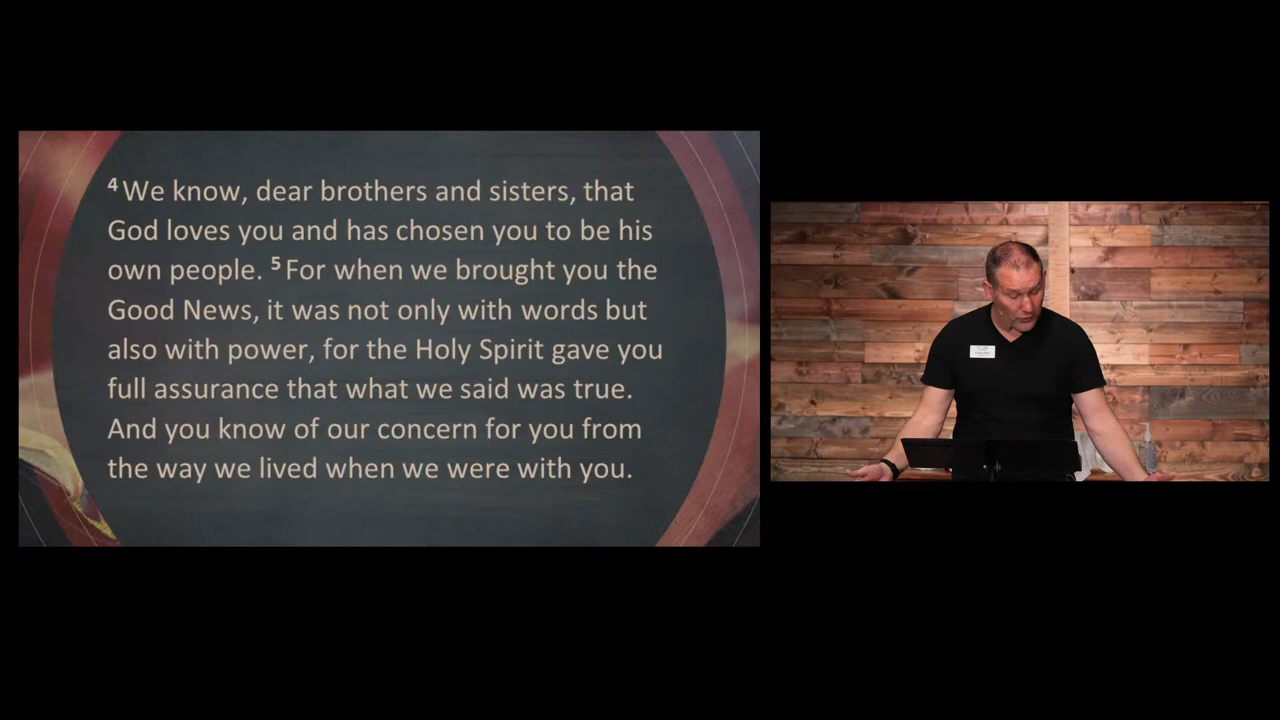 4 We know, dear brothers and sisters, that
God loves you and has chosen you to be his
own people. 5 For when we brought you the
Good News, it was not only with words but
also with power, for the Holy Spirit gave you
full assurance that what we said was true.
And you know of our concern for you from
the way we lived when we were with you.